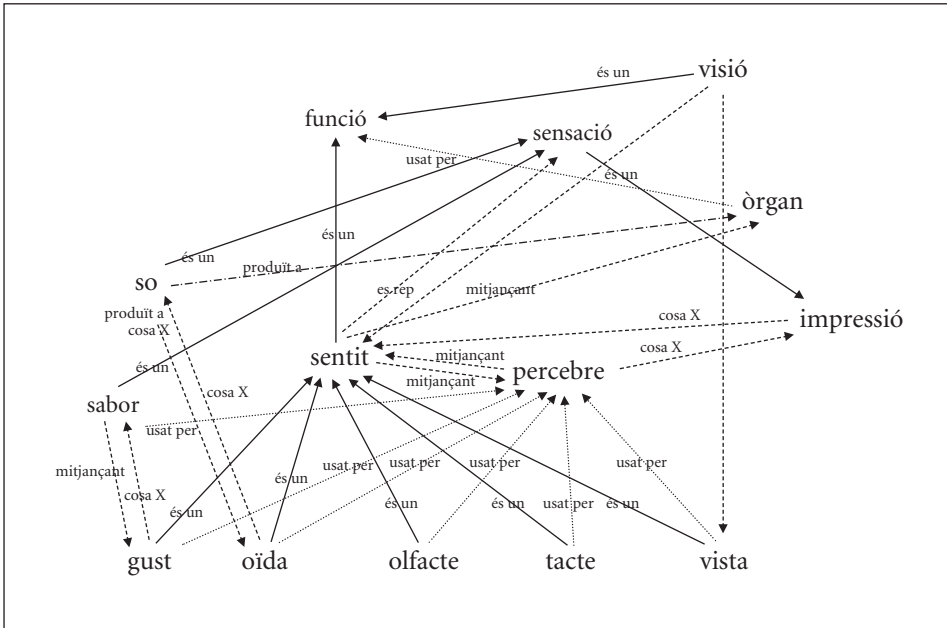 visió
és un
funció
sensació
usat per
és un
òrgan
és un
és un
produït a
so
es rep
mitjançant
produït a
cosa X
cosa X
impressió
sentit
mitjançant
cosa X
és un
mitjançant
percebre
cosa X
sabor
usat per
mitjançant
cosa X
usat per
usat per
usat per
usat per
és un
és un
és un
és un
usat per
és un
gust
oïda
olfacte
tacte
vista